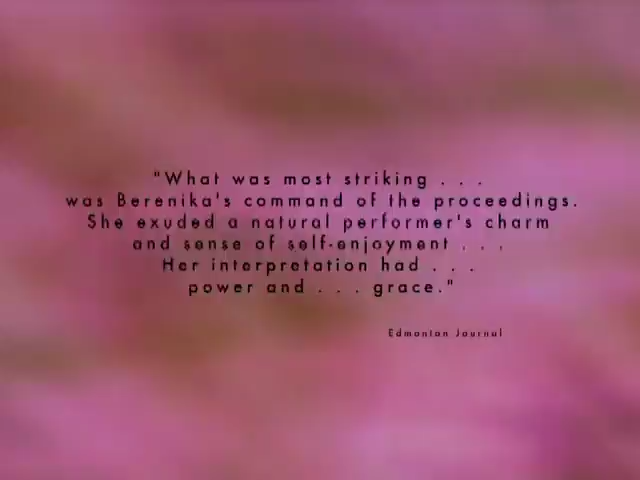 "What was most striking . . .
was Berenika's command of the proceedings.
She exuded a natural performer's charm
and sense of self-enjoyment . . .
Her interpretation had . . .
power and . . . grace."
Edmonton Journal